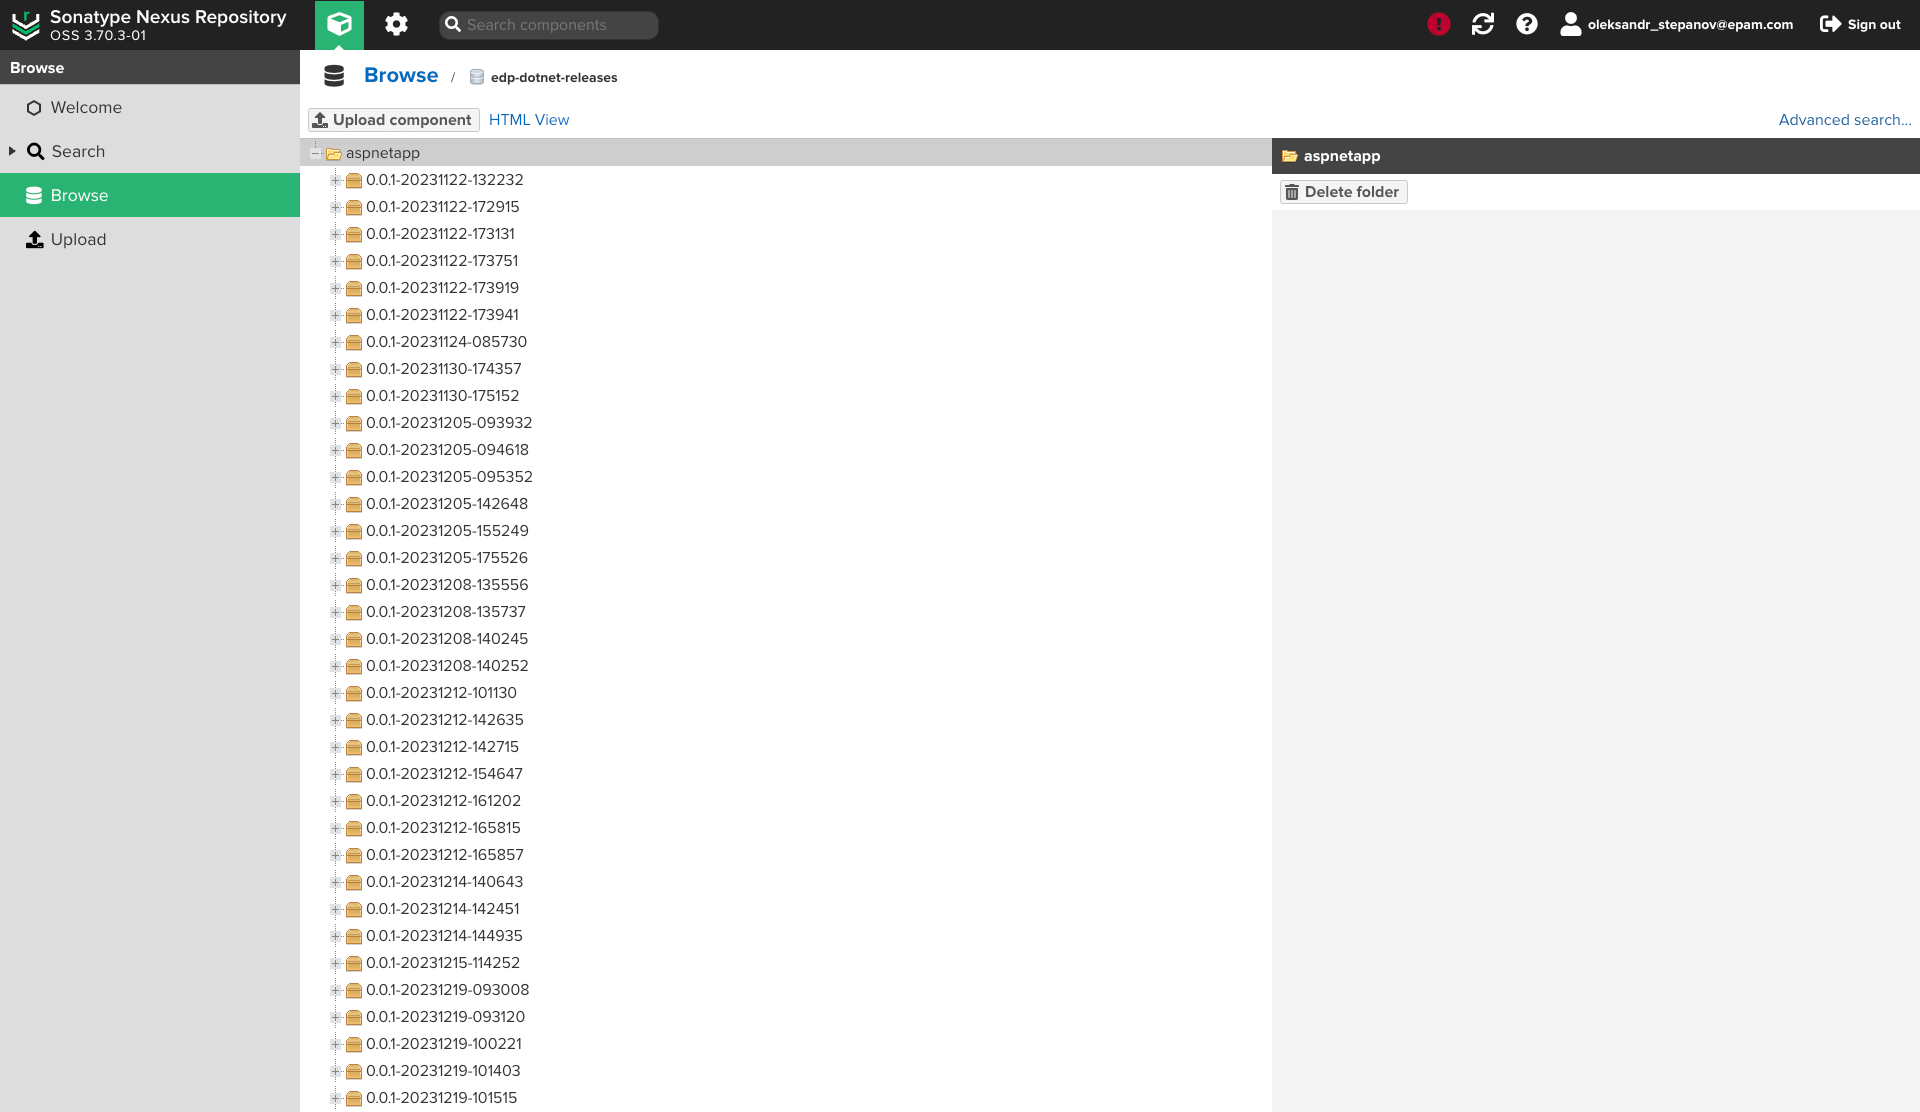 Sonatype Nexus Repository
OSS 3.70.3-01
Search components
oleksandr_stepanov@epam.com
Sign out
Browse
Welcome
Search
Browse
Upload
Browse / edp-dotnet-releases
Upload component
HTML View
Advanced search...
aspnetapp
0.0.1-20231122-132232
0.0.1-20231122-172915
0.0.1-20231122-173131
0.0.1-20231122-173751
0.0.1-20231122-173919
0.0.1-20231122-173941
0.0.1-20231124-085730
0.0.1-20231130-174357
0.0.1-20231130-175152
0.0.1-20231205-093932
0.0.1-20231205-094618
0.0.1-20231205-095352
0.0.1-20231205-142648
0.0.1-20231205-155249
0.0.1-20231205-175526
0.0.1-20231208-135556
0.0.1-20231208-135737
0.0.1-20231208-140245
0.0.1-20231208-140252
0.0.1-20231212-101130
0.0.1-20231212-142635
0.0.1-20231212-142715
0.0.1-20231212-154647
0.0.1-20231212-161202
0.0.1-20231212-165815
0.0.1-20231212-165857
0.0.1-20231214-140643
0.0.1-20231214-142451
0.0.1-20231214-144935
0.0.1-20231215-114252
0.0.1-20231219-093008
0.0.1-20231219-093120
0.0.1-20231219-100221
0.0.1-20231219-101403
0.0.1-20231219-101515
aspnetapp
Delete folder